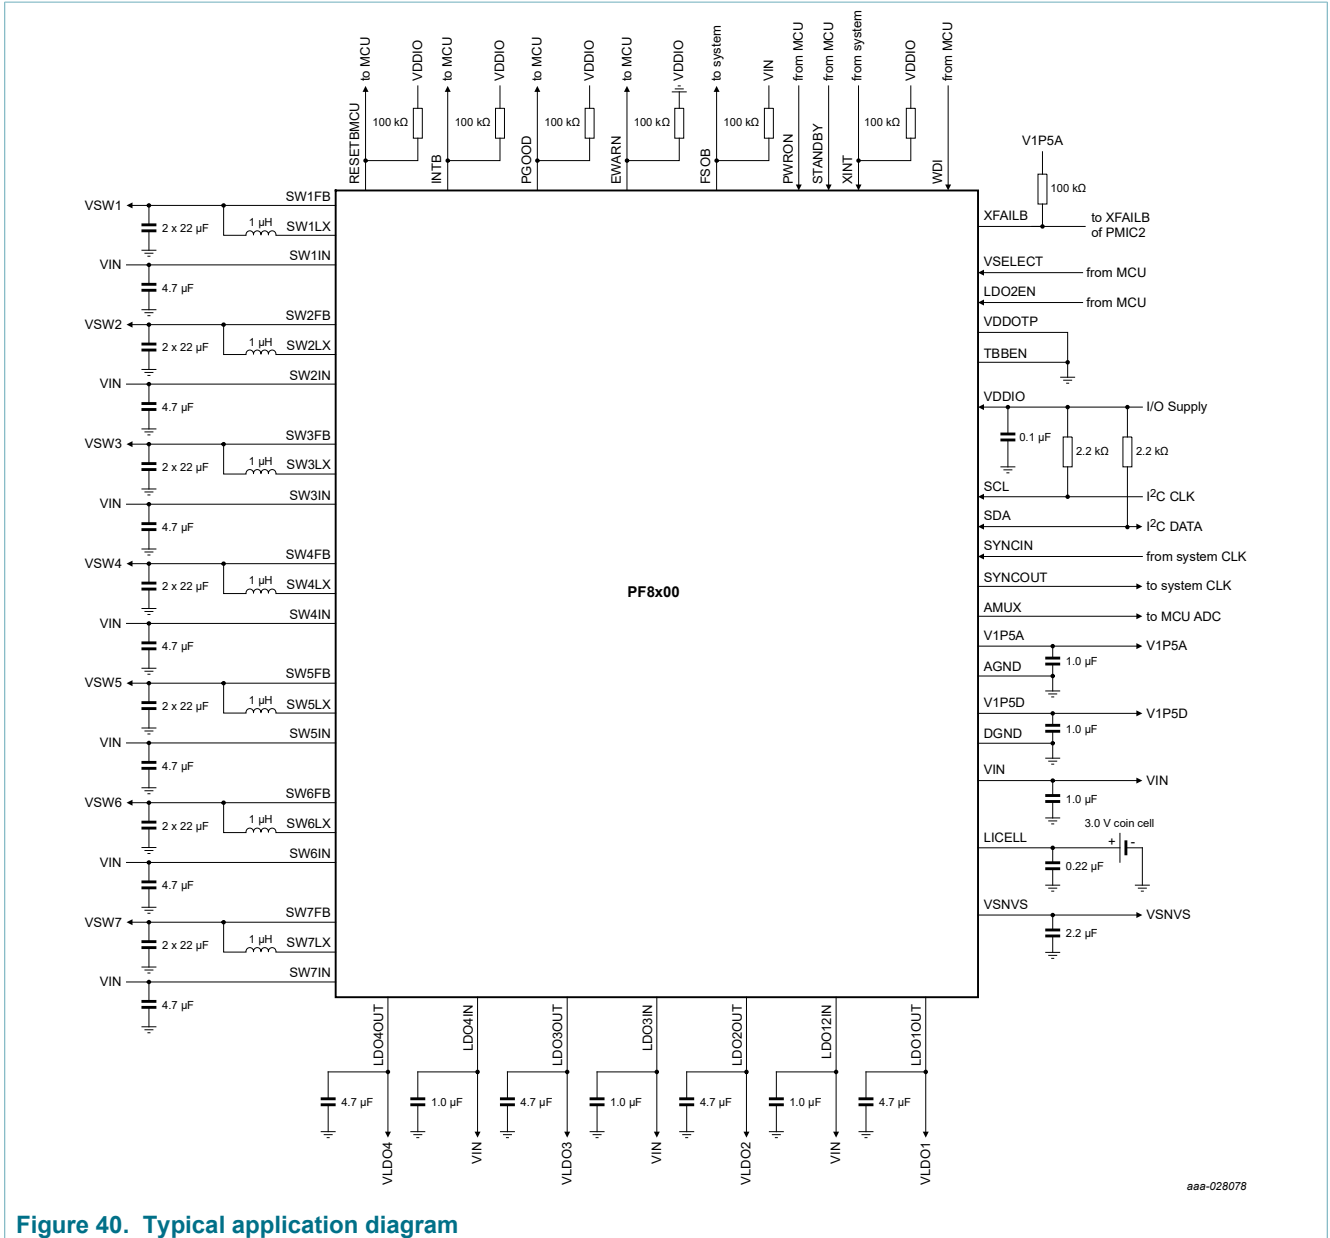 to MCU
VDDIO
to MCU
VDDIO
to MCU
VDDIO
to MCU
VDDIO
to system
VIN
from MCU
from MCU
from system
VDDIO
from MCU
100 kΩ
100 kΩ
100 kΩ
100 kΩ
100 kΩ
100 kΩ
RESETBMCU
INTB
PGOOD
EWARN
FSOB
PWRON
STANDBY
XINT
WDI
V1P5A
100 kΩ
XFAILB
to XFAILB
of PMIC2
VSELECT
from MCU
LDO2EN
from MCU
VDDOTP
TBBEN
VDDIO
I/O Supply
0.1 µF
2.2 kΩ
2.2 kΩ
SCL
I2C CLK
SDA
I2C DATA
SYNCIN
from system CLK
SYNCOUT
to system CLK
AMUX
to MCU ADC
V1P5A
V1P5A
1.0 µF
AGND
V1P5D
V1P5D
1.0 µF
DGND
VIN
VIN
1.0 µF
3.0 V coin cell
LICELL
+
-
0.22 µF
VSNVS
VSNVS
2.2 µF
VSW1
SW1FB
2 x 22 µF
1 µH
SW1LX
VIN
SW1IN
4.7 µF
VSW2
SW2FB
2 x 22 µF
1 µH
SW2LX
VIN
SW2IN
4.7 µF
VSW3
SW3FB
2 x 22 µF
1 µH
SW3LX
VIN
SW3IN
4.7 µF
VSW4
SW4FB
2 x 22 µF
1 µH
SW4LX
VIN
SW4IN
4.7 µF
VSW5
SW5FB
2 x 22 µF
1 µH
SW5LX
VIN
SW5IN
4.7 µF
VSW6
SW6FB
2 x 22 µF
1 µH
SW6LX
VIN
SW6IN
4.7 µF
VSW7
SW7FB
2 x 22 µF
1 µH
SW7LX
VIN
SW7IN
4.7 µF
PF8x00
LDO4OUT
LDO4IN
LDO3OUT
LDO3IN
LDO2OUT
LDO12IN
LDO1OUT
4.7 µF
1.0 µF
4.7 µF
1.0 µF
4.7 µF
1.0 µF
4.7 µF
VLDO4
VIN
VLDO3
VIN
VLDO2
VIN
VLDO1
aaa-028078
Figure 40. Typical application diagram